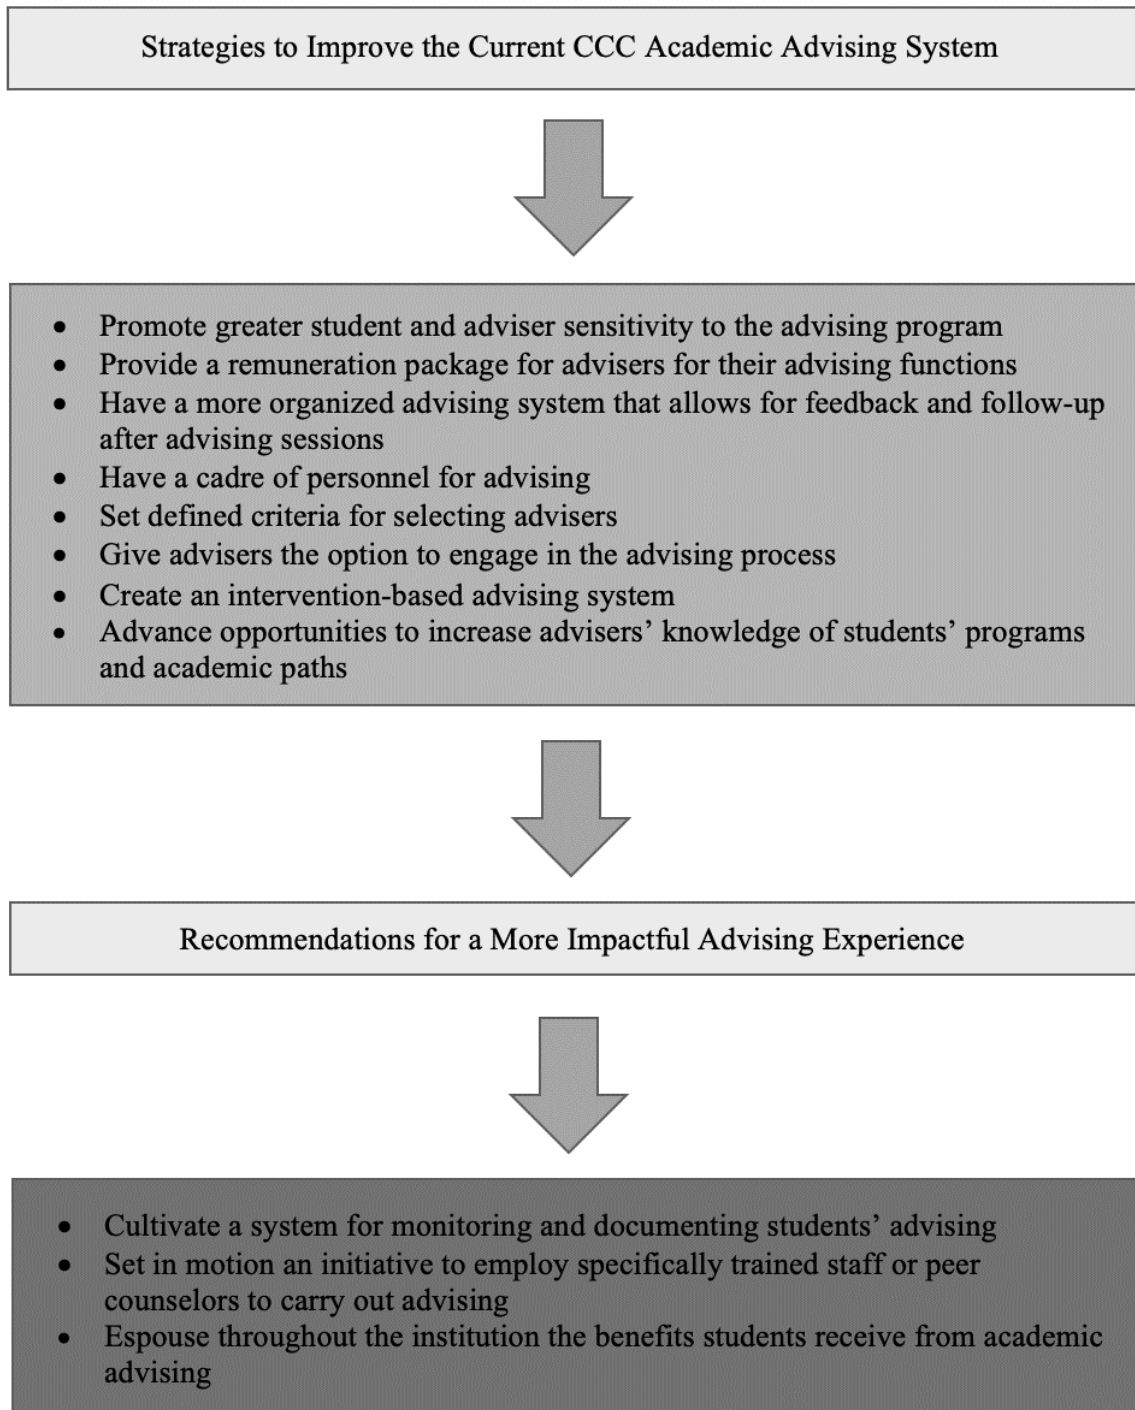 Strategies to Improve the Current CCC Academic Advising System
• Promote greater student and adviser sensitivity to the advising program
• Provide a remuneration package for advisers for their advising functions
• Have a more organized advising system that allows for feedback and follow-up
after advising sessions
• Have a cadre of personnel for advising
• Set defined criteria for selecting advisers
• Give advisers the option to engage in the advising process
• Create an intervention-based advising system
• Advance opportunities to increase advisers’ knowledge of students’ programs
and academic paths
Recommendations for a More Impactful Advising Experience
• Cultivate a system for monitoring and documenting students’ advising
• Set in motion an initiative to employ specifically trained staff or peer
counselors to carry out advising
• Espouse throughout the institution the benefits students receive from academic
advising